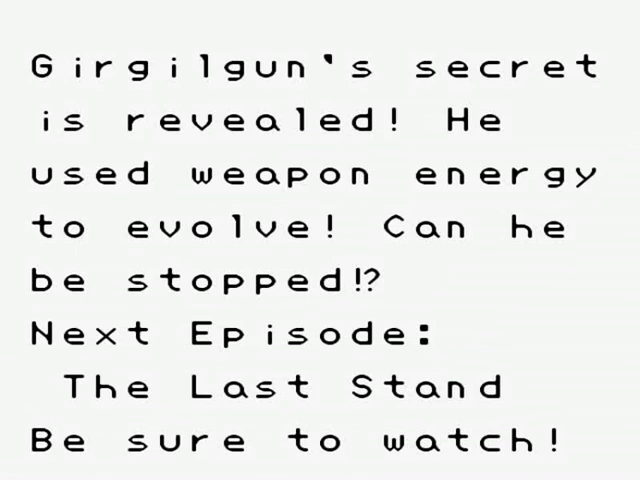 Girgilgun's secret
is revealed! He
used weapon energy
to evolve! Can he
be stopped!?
Next Episode:
The Last Stand
Be sure to watch!